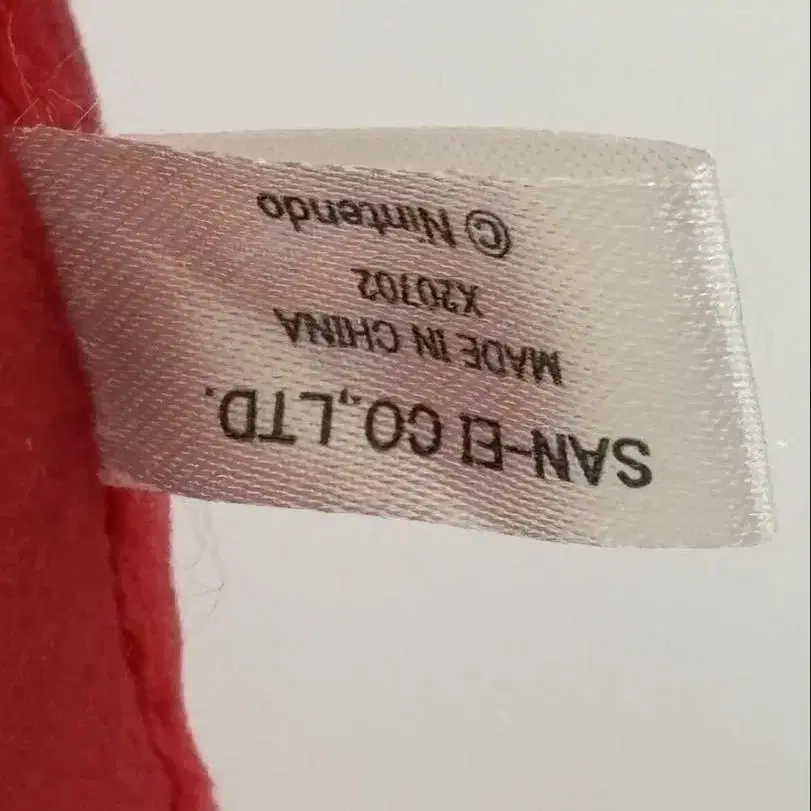 SAN-EI CO.,LTD.
MADE IN CHINA
X20702
© Nintendo